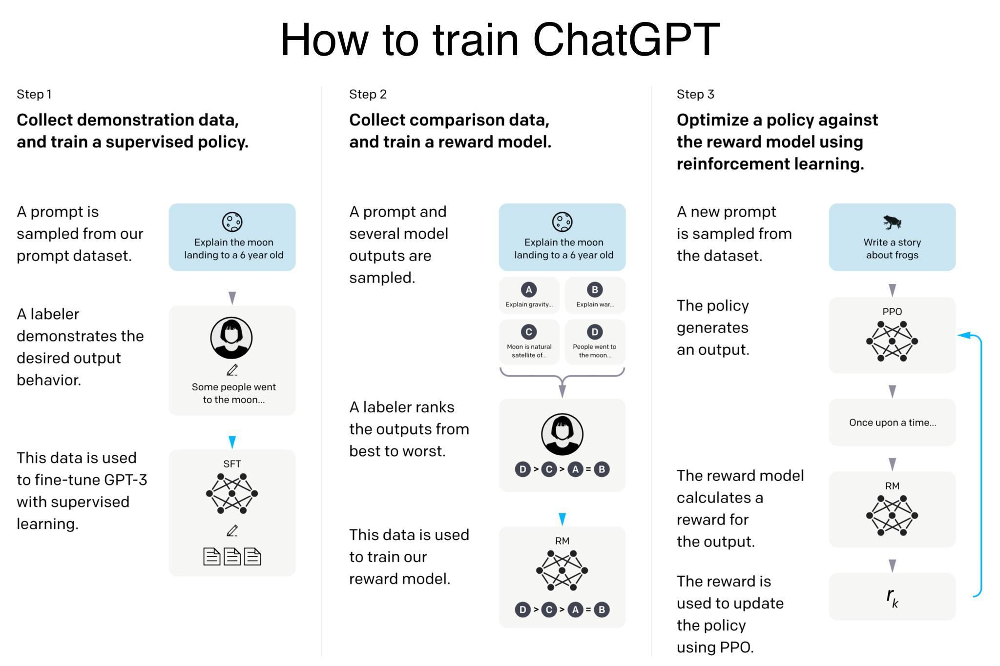 How to train ChatGPT
Step 1
Collect demonstration data,
and train a supervised policy.
A prompt is
sampled from our
prompt dataset.
Explain the moon
landing to a 6 year old
A labeler
demonstrates the
desired output
behavior.
Some people went
to the moon...
This data is used
to fine-tune GPT-3
with supervised
learning.
SFT
Step 2
Collect comparison data,
and train a reward model.
A prompt and
several model
outputs are
sampled.
Explain the moon
landing to a 6 year old
A
Explain gravity...
B
Explain war...
C
Moon is natural
satellite of...
D
People went to
the moon...
A labeler ranks
the outputs from
best to worst.
D > C > A = B
This data is used
to train our
reward model.
RM
D > C > A = B
Step 3
Optimize a policy against
the reward model using
reinforcement learning.
A new prompt
is sampled from
the dataset.
Write a story
about frogs
The policy
generates
an output.
PPO
Once upon a time...
The reward model
calculates a
reward for
the output.
RM
The reward is
used to update
the policy
using PPO.
rk